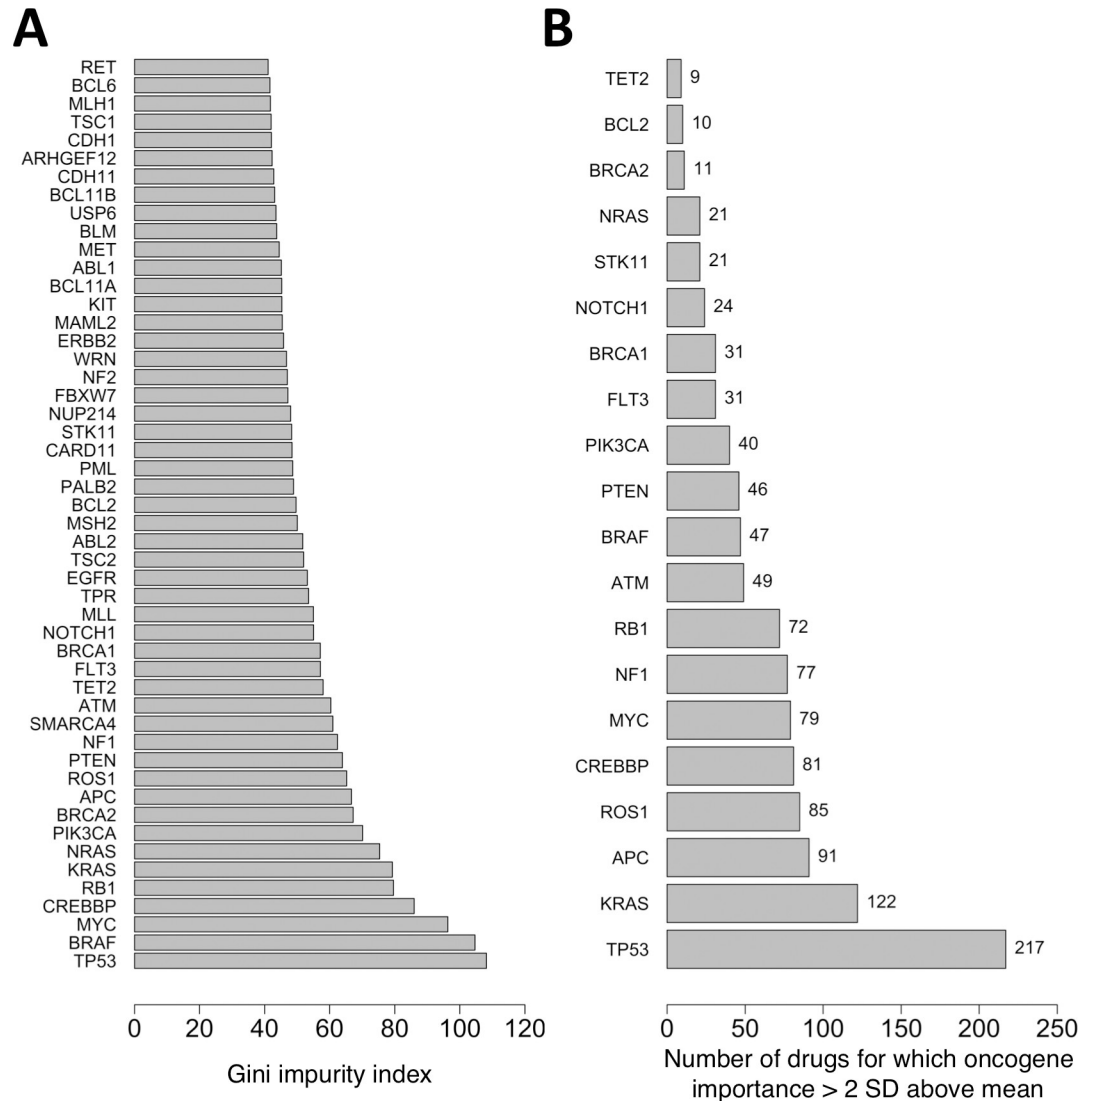 A
RET
BCL6
MLH1
TSC1
CDH1
ARHGEF12
CDH11
BCL11B
USP6
BLM
MET
ABL1
BCL11A
KIT
MAML2
ERBB2
WRN
NF2
FBXW7
NUP214
STK11
CARD11
PML
PALB2
BCL2
MSH2
ABL2
TSC2
EGFR
TPR
MLL
NOTCH1
BRCA1
FLT3
TET2
ATM
SMARCA4
NF1
PTEN
ROS1
APC
BRCA2
PIK3CA
NRAS
KRAS
RB1
CREBBP
MYC
BRAF
TP53
0 20 40 60 80 100 120
Gini impurity index
B
TET2 9
BCL2 10
BRCA2 11
NRAS 21
STK11 21
NOTCH1 24
BRCA1 31
FLT3 31
PIK3CA 40
PTEN 46
BRAF 47
ATM 49
RB1 72
NF1 77
MYC 79
CREBBP 81
ROS1 85
APC 91
KRAS 122
TP53 217
0 50 100 150 200 250
Number of drugs for which oncogene
importance > 2 SD above mean